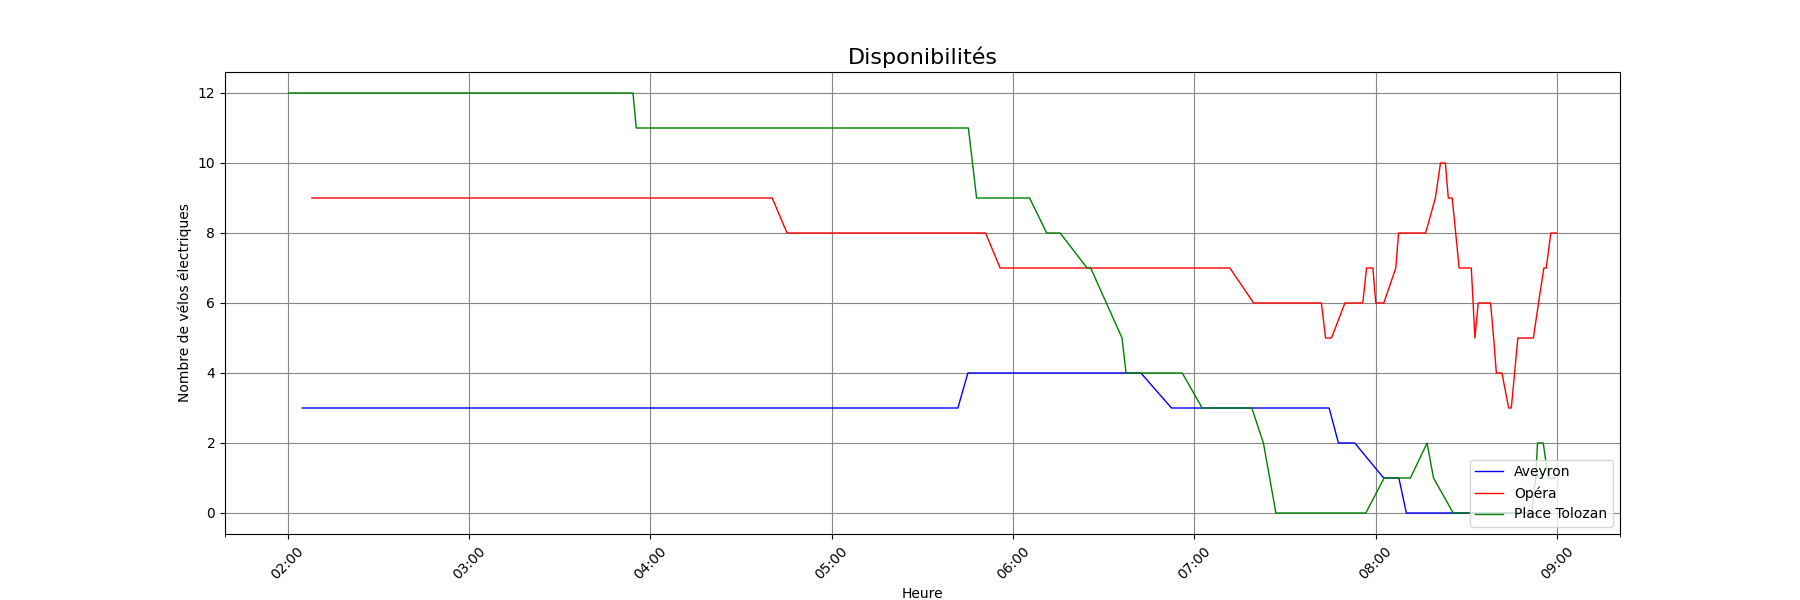 Disponibilités
Nombre de vélos électriques
12
10
8
6
4
2
0
Aveyron
Opéra
Place Tolozan
02:00
03:00
04:00
05:00
06:00
07:00
08:00
09:00
Heure